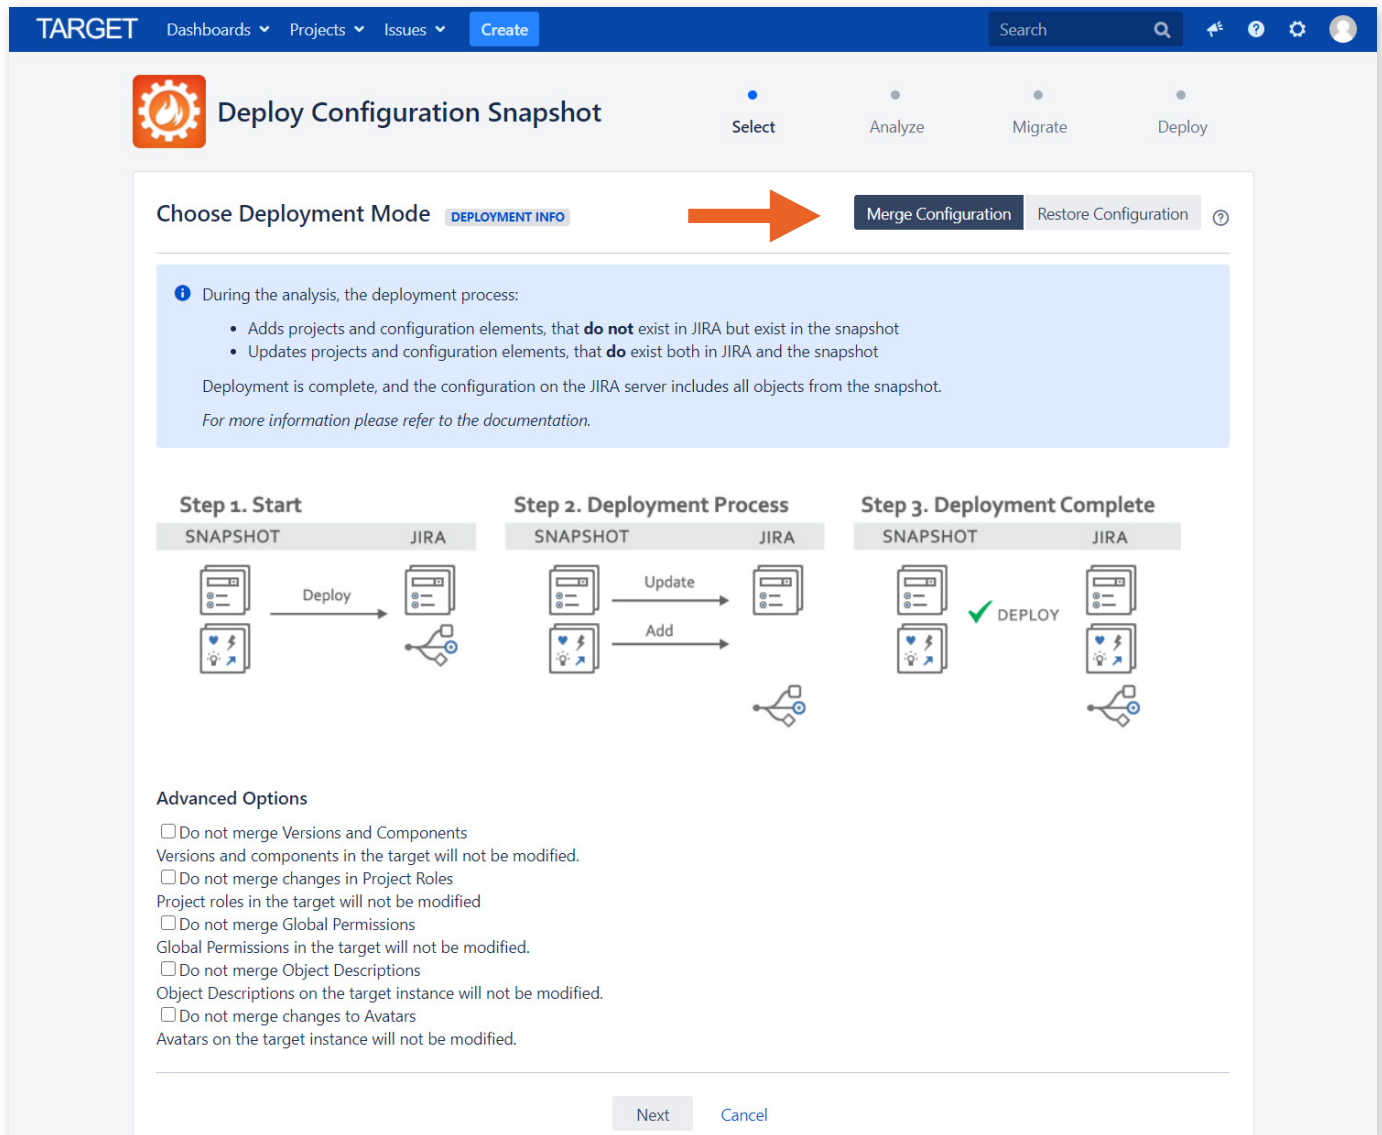 TARGET Dashboards Projects Issues Create Search
Deploy Configuration Snapshot
Select Analyze Migrate Deploy
Choose Deployment Mode DEPLOYMENT INFO Merge Configuration Restore Configuration
During the analysis, the deployment process:
• Adds projects and configuration elements, that do not exist in JIRA but exist in the snapshot
• Updates projects and configuration elements, that do exist both in JIRA and the snapshot
Deployment is complete, and the configuration on the JIRA server includes all objects from the snapshot.
For more information please refer to the documentation.
Step 1. Start
SNAPSHOT JIRA
Deploy
Step 2. Deployment Process
SNAPSHOT JIRA
Update
Add
Step 3. Deployment Complete
SNAPSHOT JIRA
DEPLOY
Advanced Options
Do not merge Versions and Components
Versions and components in the target will not be modified.
Do not merge changes in Project Roles
Project roles in the target will not be modified
Do not merge Global Permissions
Global Permissions in the target will not be modified.
Do not merge Object Descriptions
Object Descriptions on the target instance will not be modified.
Do not merge changes to Avatars
Avatars on the target instance will not be modified.
Next Cancel